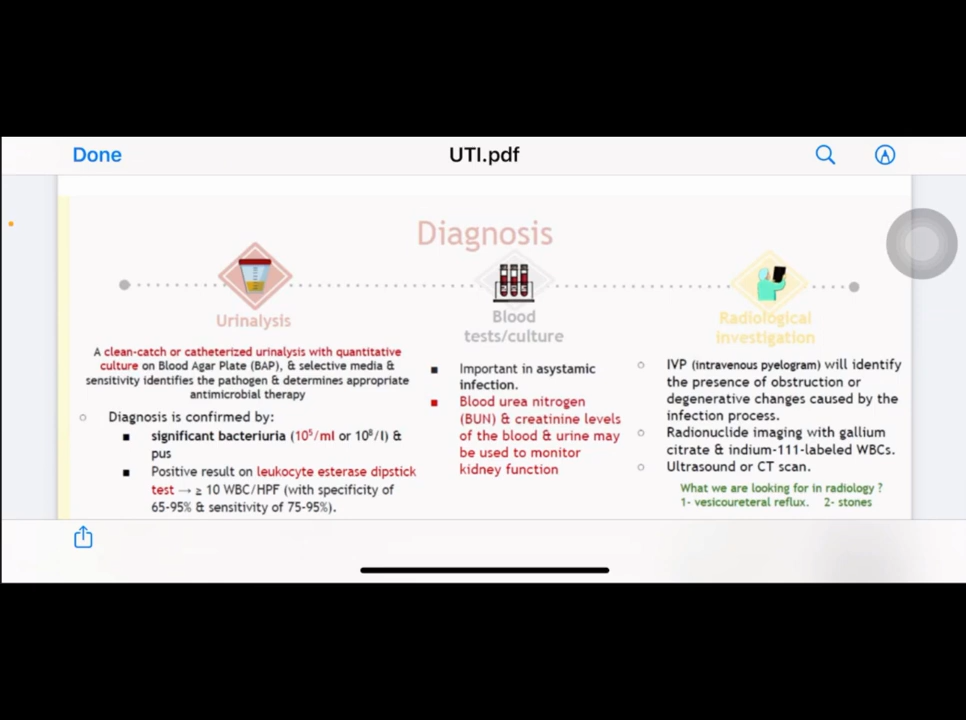 Done
UTI.pdf
Diagnosis
Urinalysis
A clean-catch or catheterized urinalysis with quantitative
culture on Blood Agar Plate (BAP), & selective media &
sensitivity identifies the pathogen & determines appropriate
antimicrobial therapy
Diagnosis is confirmed by:
significant bacteriuria (10⁵/ml or 10⁸/l) &
pus
Positive result on leukocyte esterase dipstick
test → ≥ 10 WBC/HPF (with specificity of
65-95% & sensitivity of 75-95%).
Blood
tests/culture
Important in asystamic
infection.
Blood urea nitrogen
(BUN) & creatinine levels
of the blood & urine may
be used to monitor
kidney function
Radiological
investigation
IVP (intravenous pyelogram) will identify
the presence of obstruction or
degenerative changes caused by the
infection process.
Radionuclide imaging with gallium
citrate & indium-111-labeled WBCs.
Ultrasound or CT scan.
What we are looking for in radiology ?
1- vesicoureteral reflux. 2- stones